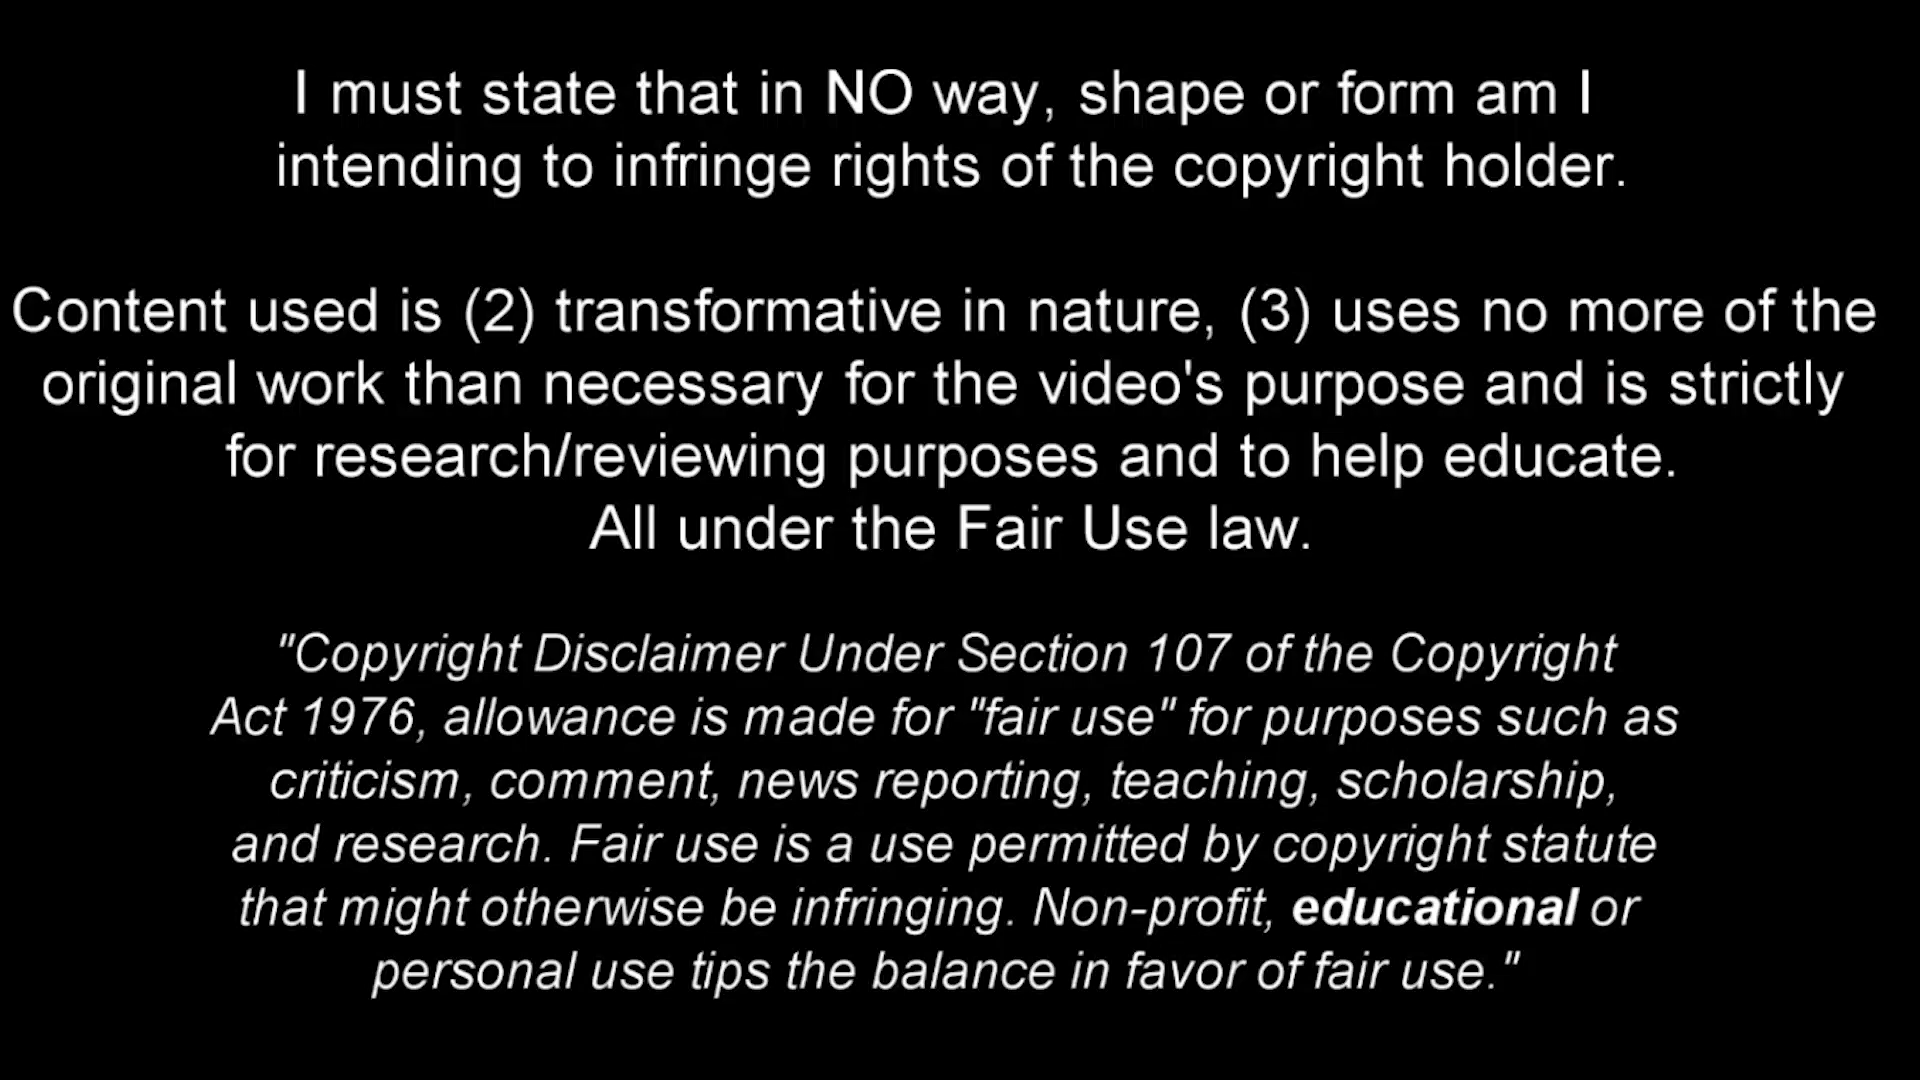 I must state that in NO way, shape or form am I
intending to infringe rights of the copyright holder.
Content used is (2) transformative in nature, (3) uses no more of the
original work than necessary for the video's purpose and is strictly
for research/reviewing purposes and to help educate.
All under the Fair Use law.
"Copyright Disclaimer Under Section 107 of the Copyright
Act 1976, allowance is made for "fair use" for purposes such as
criticism, comment, news reporting, teaching, scholarship,
and research. Fair use is a use permitted by copyright statute
that might otherwise be infringing. Non-profit, educational or
personal use tips the balance in favor of fair use."